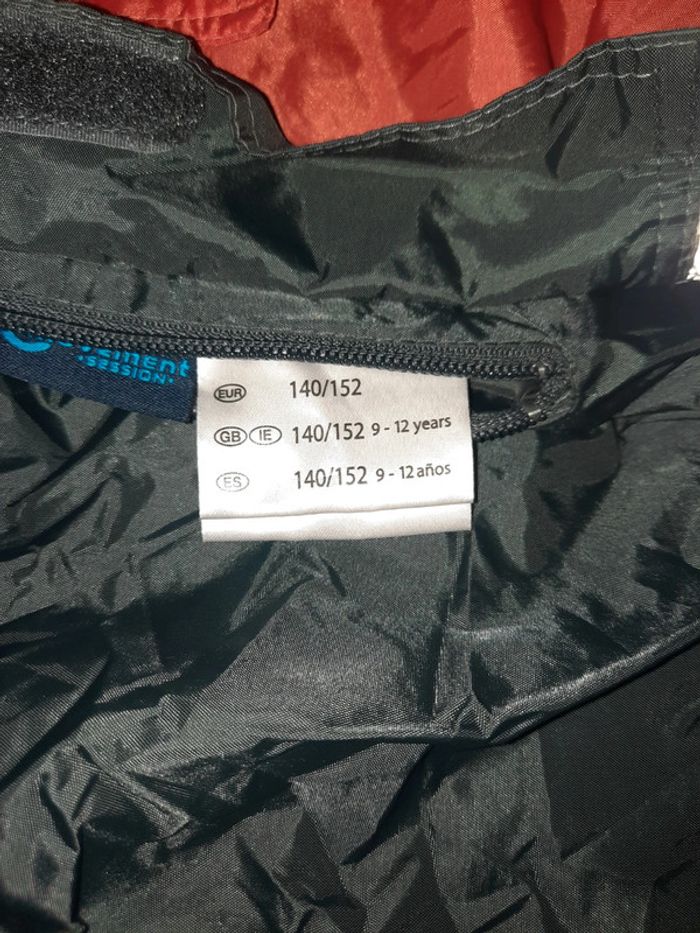 ·SESSION·
EUR 140/152
GB IE 140/152 9 - 12 years
ES 140/152 9 - 12 años